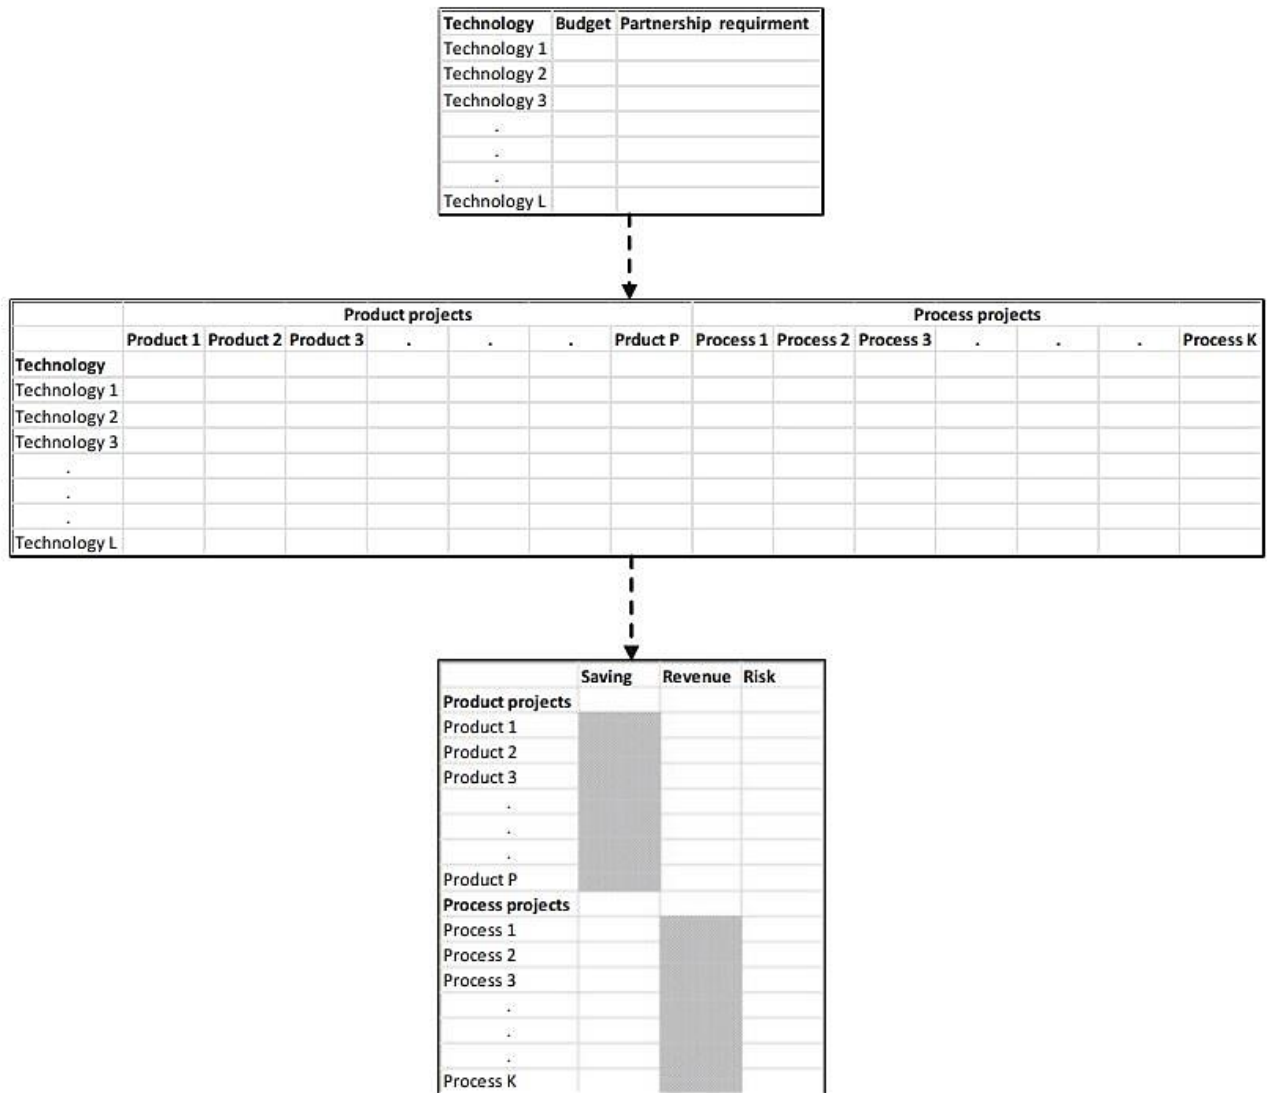 Technology Budget Partnership requirment
Technology 1
Technology 2
Technology 3
.
.
.
Technology L
Product projects Process projects
Product 1 Product 2 Product 3 . . . Prduct P Process 1 Process 2 Process 3 . . . Process K
Technology
Technology 1
Technology 2
Technology 3
.
.
.
Technology L
Saving Revenue Risk
Product projects
Product 1
Product 2
Product 3
.
.
.
Product P
Process projects
Process 1
Process 2
Process 3
.
.
.
Process K